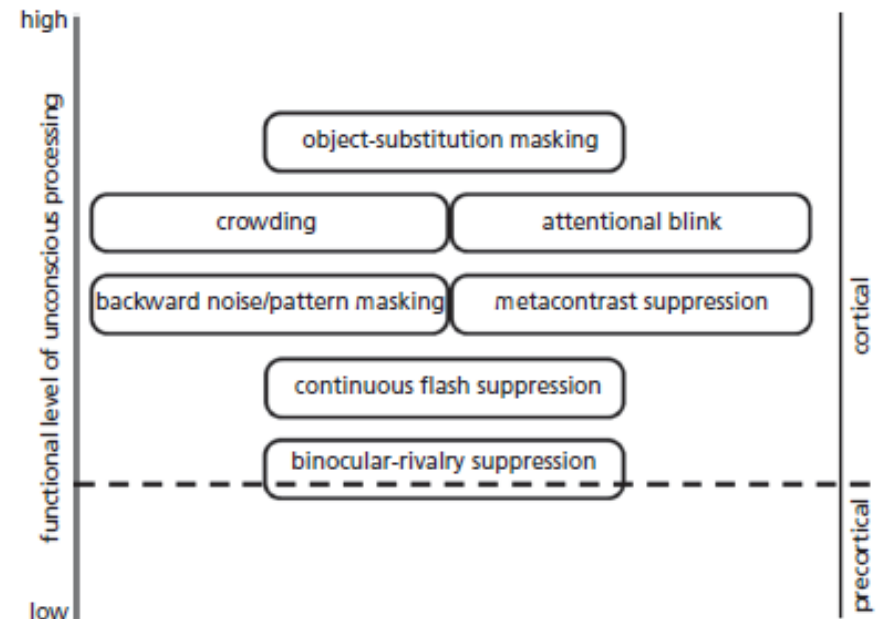 high
functional level of unconscious processing
object-substitution masking
crowding
attentional blink
backward noise/pattern masking
metacontrast suppression
continuous flash suppression
binocular-rivalry suppression
cortical
precortical
low